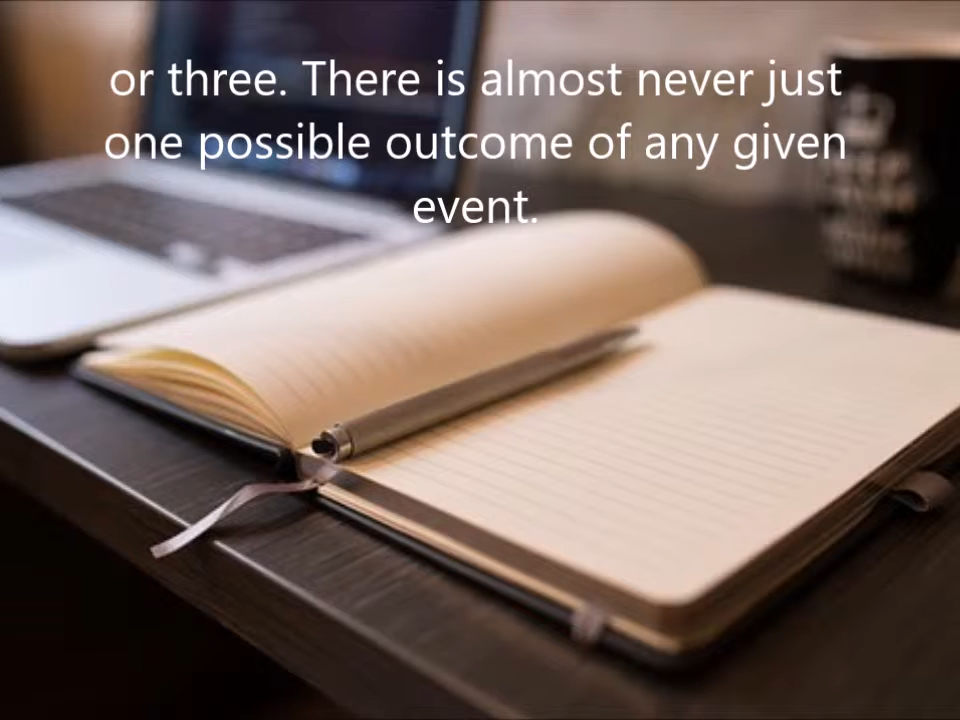 or three. There is almost never just
one possible outcome of any given
event.